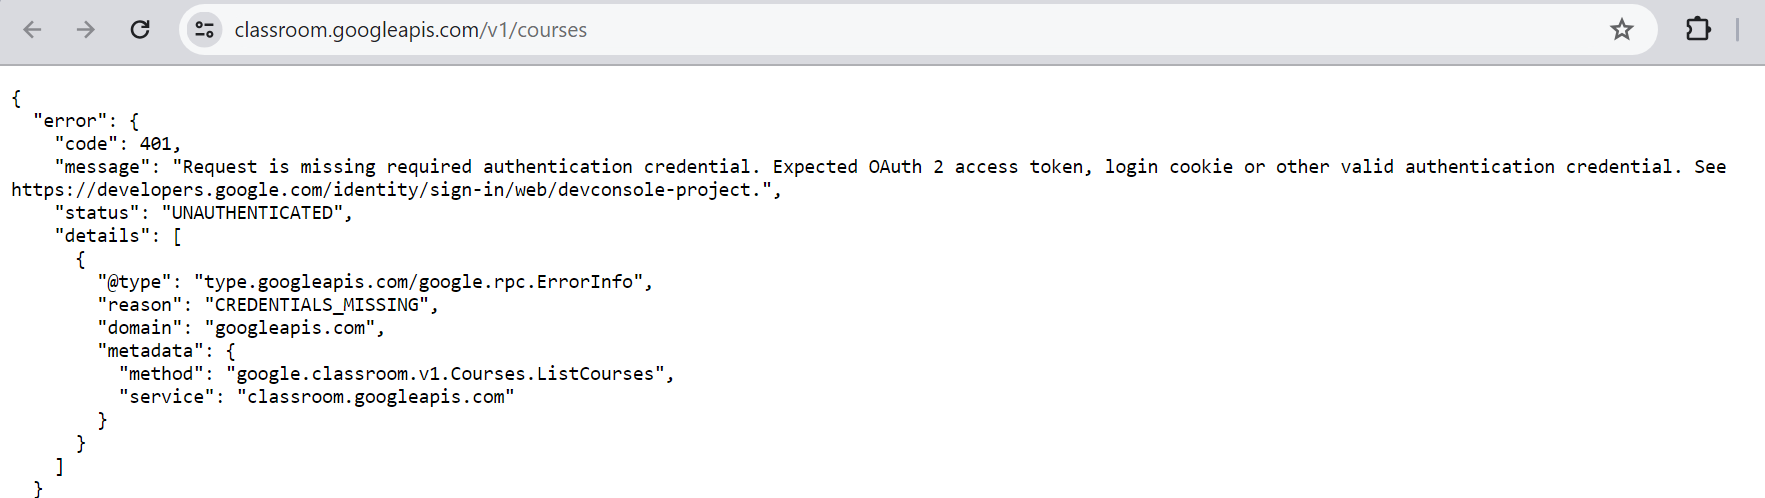 classroom.googleapis.com/v1/courses
{
  "error": {
    "code": 401,
    "message": "Request is missing required authentication credential. Expected OAuth 2 access token, login cookie or other valid authentication credential. See
https://developers.google.com/identity/sign-in/web/devconsole-project.",
    "status": "UNAUTHENTICATED",
    "details": [
      {
        "@type": "type.googleapis.com/google.rpc.ErrorInfo",
        "reason": "CREDENTIALS_MISSING",
        "domain": "googleapis.com",
        "metadata": {
          "method": "google.classroom.v1.Courses.ListCourses",
          "service": "classroom.googleapis.com"
        }
      }
    ]
  }